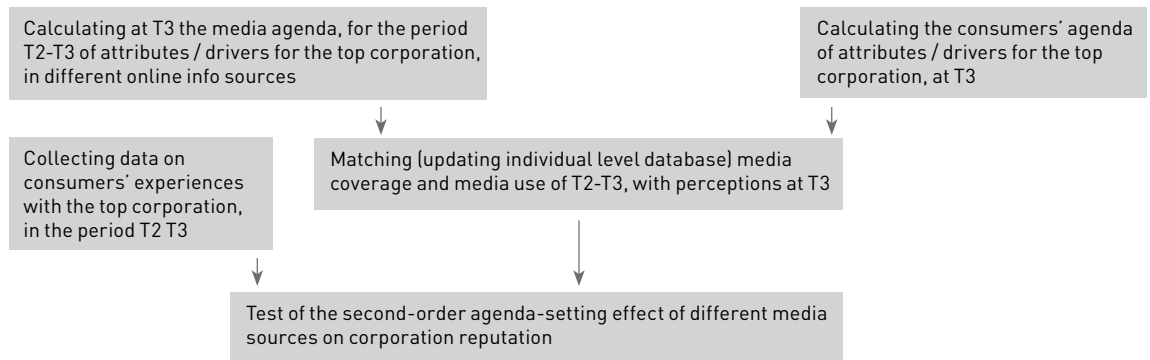 Calculating at T3 the media agenda, for the period
T2-T3 of attributes / drivers for the top corporation,
in different online info sources
Calculating the consumers' agenda
of attributes / drivers for the top
corporation, at T3
Collecting data on
consumers' experiences
with the top corporation,
in the period T2 T3
Matching (updating individual level database) media
coverage and media use of T2-T3, with perceptions at T3
Test of the second-order agenda-setting effect of different media
sources on corporation reputation